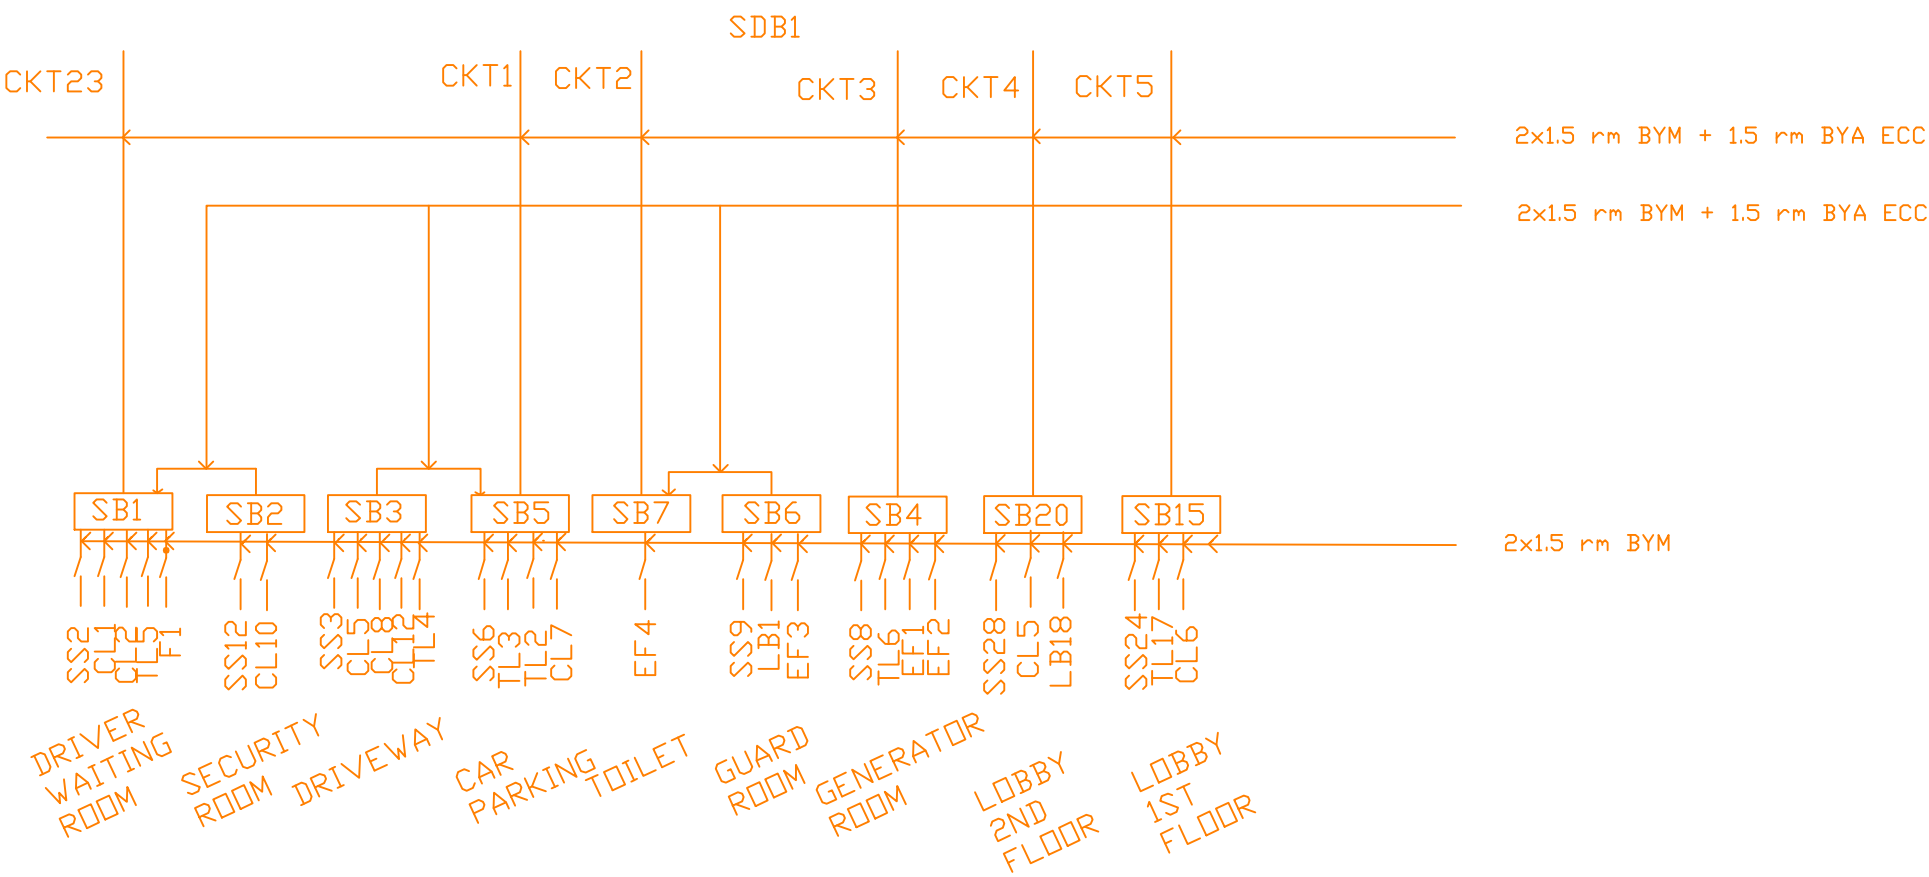 SDB1
CKT23
CKT1
CKT2
CKT3
CKT4
CKT5
2x1.5 rm BYM + 1.5 rm BYA ECC
2x1.5 rm BYM + 1.5 rm BYA ECC
SB1
SB2
SB3
SB5
SB7
SB6
SB4
SB20
SB15
2x1.5 rm BYM
SS2
CL1
CL2
TL5
F1
SS12
CL10
SS3
CL5
CL8
CL12
TL4
SS6
TL3
TL2
CL7
EF4
SS9
LB1
EF3
SS8
TL6
EF1
EF2
SS28
CL5
LB18
SS24
TL17
CL6
DRIVER
WAITING
ROOM
SECURITY
ROOM
DRIVEWAY
CAR
PARKING
TOILET
GUARD
ROOM
GENERATOR
ROOM
LOBBY
2ND
FLOOR
LOBBY
1ST
FLOOR